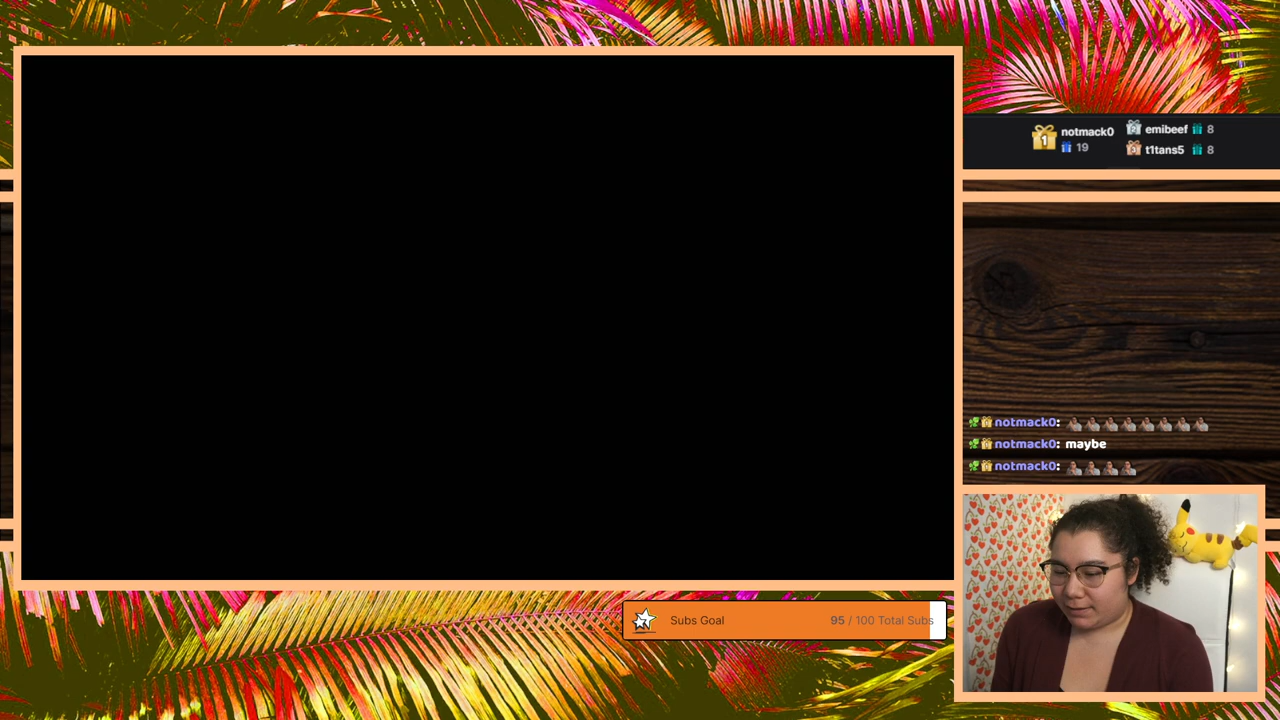 notmack0
19
emibeef 8
t1tans5 8
notmack0:
notmack0: maybe
notmack0:
Subs Goal 95 / 100 Total Subs